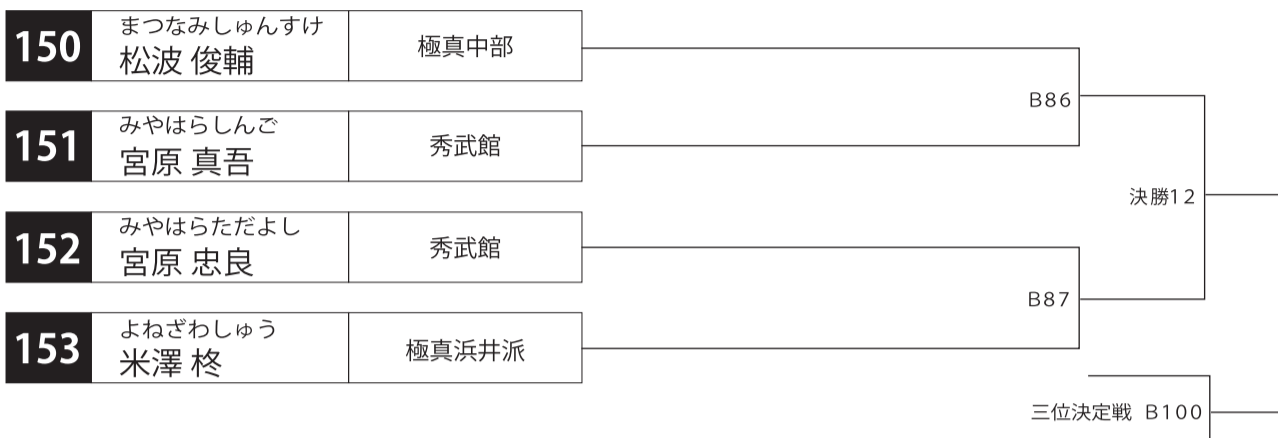 150
まつなみしゅんすけ
松波 俊輔
極真中部
151
みやはらしんご
宮原 真吾
秀武館
B86
決勝12
152
みやはらただよし
宮原 忠良
秀武館
153
よねざわしゅう
米澤 柊
極真浜井派
B87
三位決定戦 B100